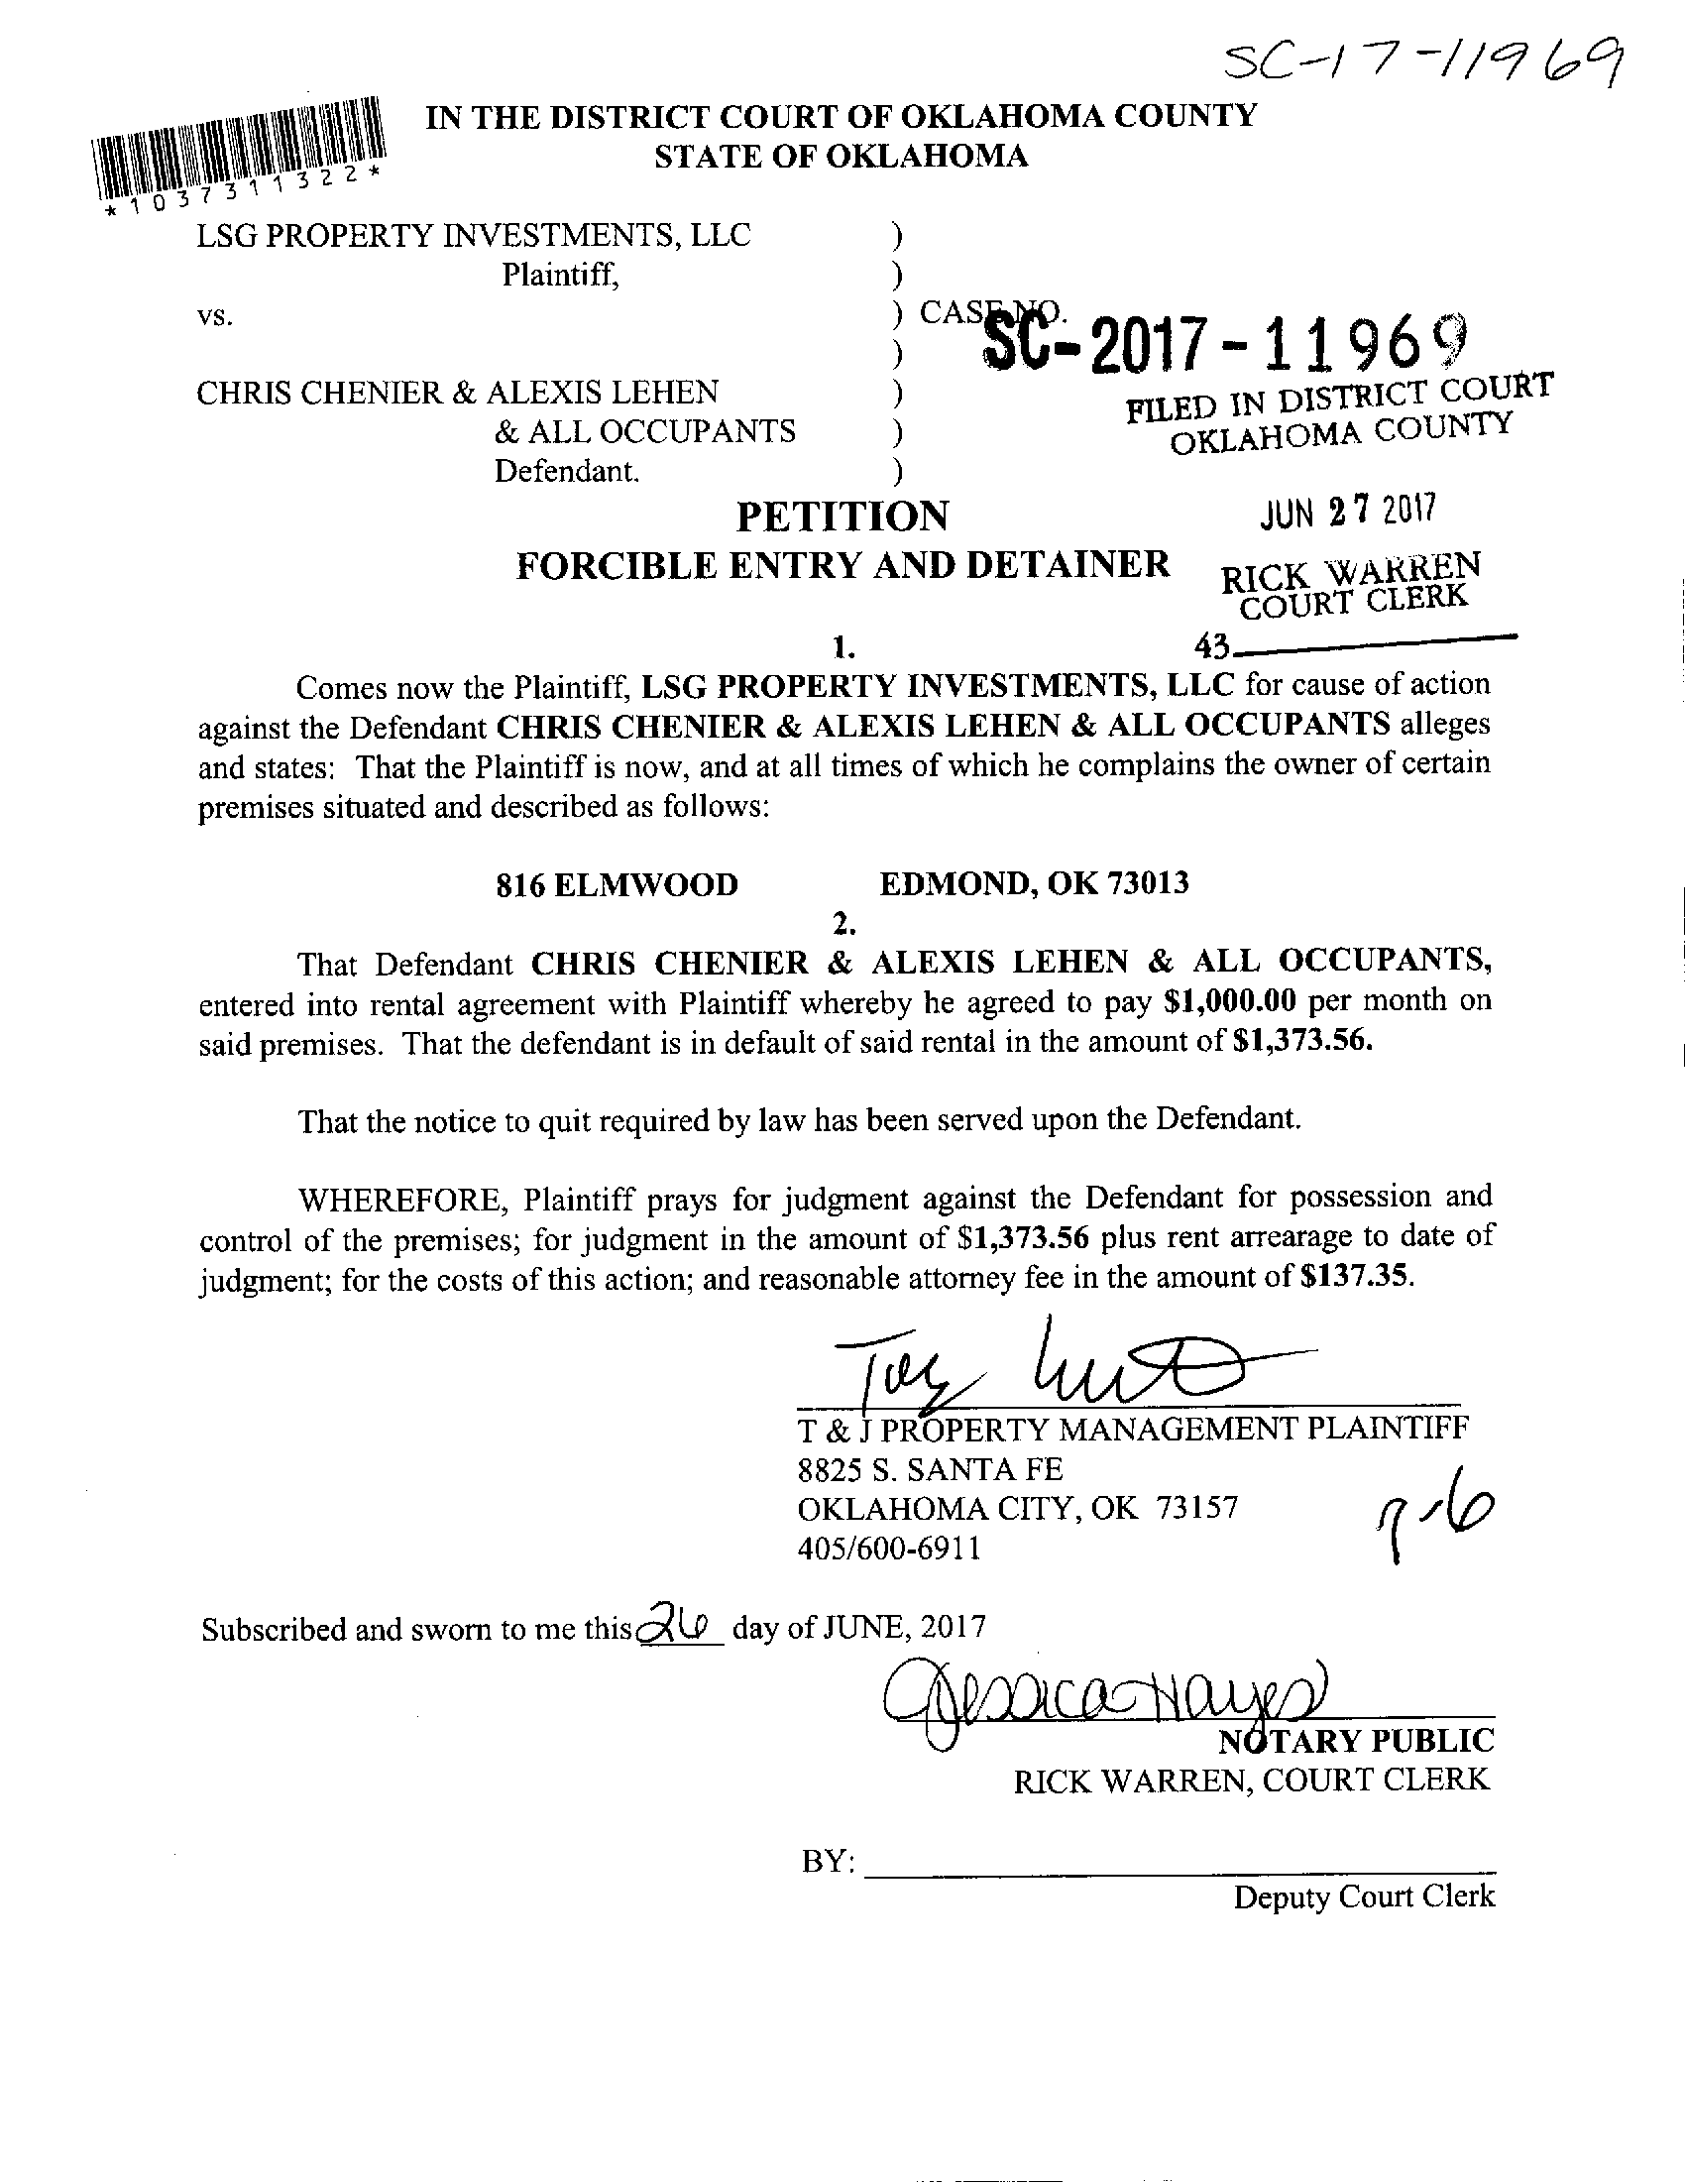 SC-17-11969
IN THE DISTRICT COURT OF OKLAHOMA COUNTY
STATE OF OKLAHOMA
*1037311322*
LSG PROPERTY INVESTMENTS, LLC )
Plaintiff, )
vs. ) CASE NO.
) SC-2017-11969
CHRIS CHENIER & ALEXIS LEHEN )
& ALL OCCUPANTS )
Defendant. )
FILED IN DISTRICT COURT
OKLAHOMA COUNTY
JUN 27 2017
RICK WARREN
COURT CLERK
43
PETITION
FORCIBLE ENTRY AND DETAINER
1.
Comes now the Plaintiff, LSG PROPERTY INVESTMENTS, LLC for cause of action
against the Defendant CHRIS CHENIER & ALEXIS LEHEN & ALL OCCUPANTS alleges
and states: That the Plaintiff is now, and at all times of which he complains the owner of certain
premises situated and described as follows:
816 ELMWOOD EDMOND, OK 73013
2.
That Defendant CHRIS CHENIER & ALEXIS LEHEN & ALL OCCUPANTS,
entered into rental agreement with Plaintiff whereby he agreed to pay $1,000.00 per month on
said premises. That the defendant is in default of said rental in the amount of $1,373.56.
That the notice to quit required by law has been served upon the Defendant.
WHEREFORE, Plaintiff prays for judgment against the Defendant for possession and
control of the premises; for judgment in the amount of $1,373.56 plus rent arrearage to date of
judgment; for the costs of this action; and reasonable attorney fee in the amount of $137.35.
T & J PROPERTY MANAGEMENT PLAINTIFF
8825 S. SANTA FE
OKLAHOMA CITY, OK 73157
405/600-6911
7-6
Subscribed and sworn to me this 26 day of JUNE, 2017
Jessica Hayes
NOTARY PUBLIC
RICK WARREN, COURT CLERK
BY:
Deputy Court Clerk